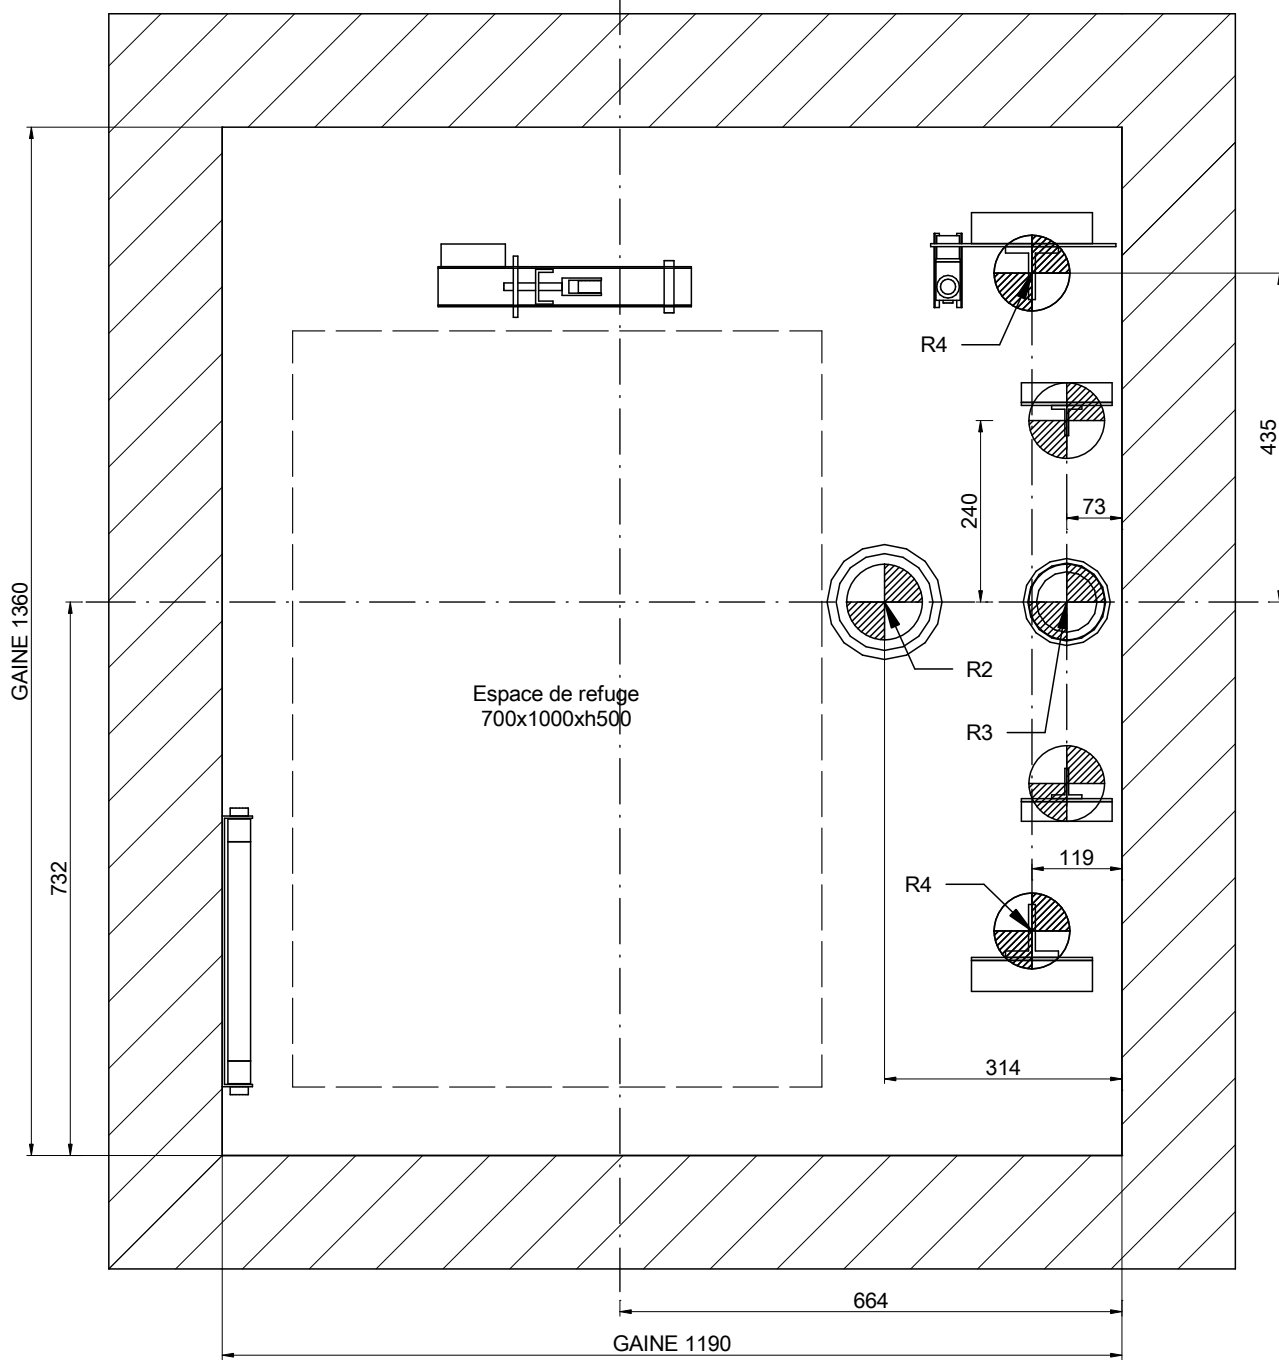 R4
435
240
73
GAINE 1360
R2
Espace de refuge
700x1000xh500
R3
732
119
R4
314
664
GAINE 1190